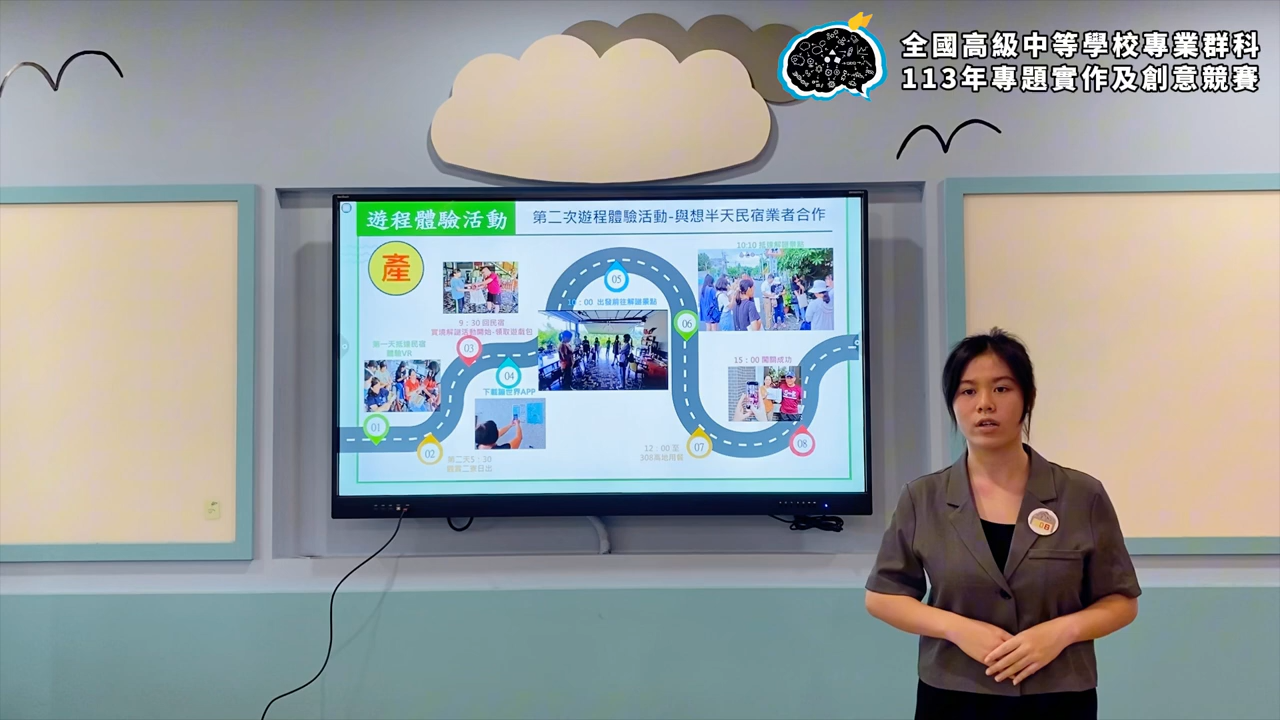 全國高級中等學校專業群科
113年專題實作及創意競賽
遊程體驗活動
第二次遊程體驗活動-與想半天民宿業者合作
產
10:10 抵達解謎景點
05
10：00 出發前往解謎景點
9：30 回民宿
實境解謎活動開始-領取遊戲包
06
03
第一天抵達民宿
體驗VR
15：00 闖關成功
04
下載謎世界APP
01
02
第二天5：30
觀賞二寮日出
12：00 至
308高地用餐
07
08
03